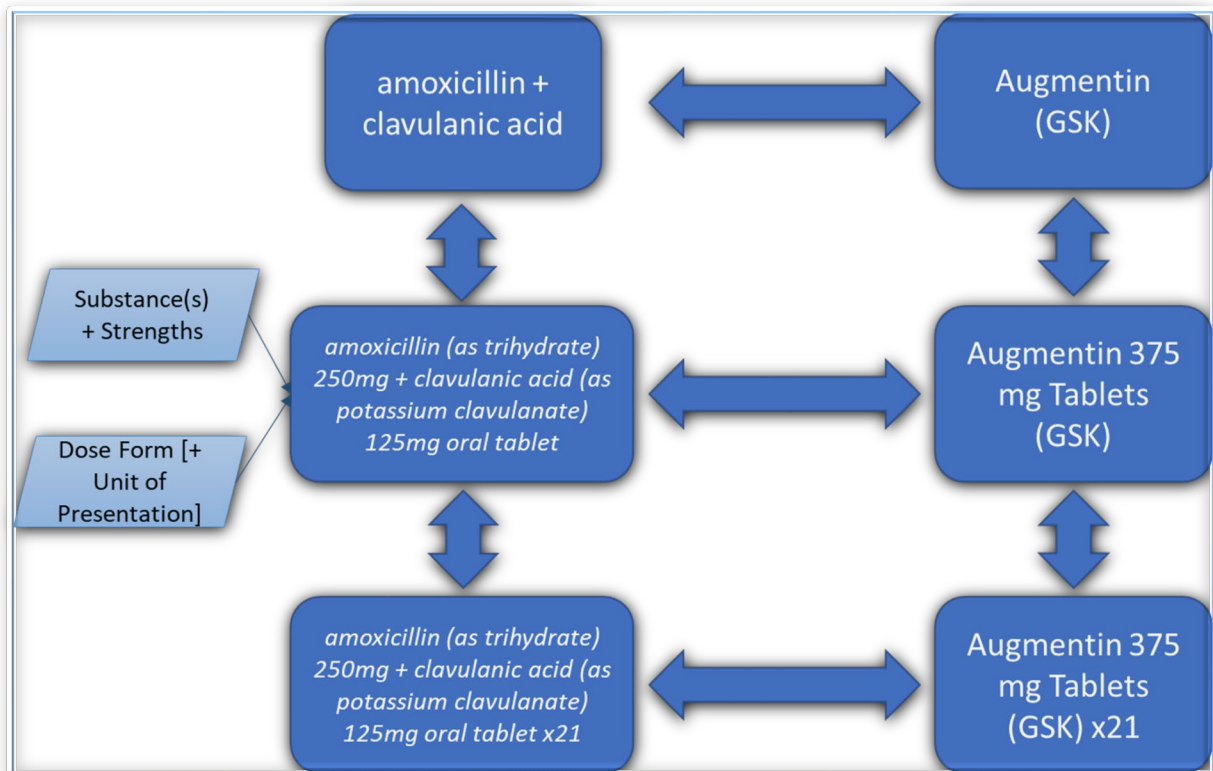 amoxicillin +
clavulanic acid
Augmentin
(GSK)
Substance(s)
+ Strengths
amoxicillin (as trihydrate)
250mg + clavulanic acid (as
potassium clavulanate)
125mg oral tablet
Augmentin 375
mg Tablets
(GSK)
Dose Form [+
Unit of
Presentation]
amoxicillin (as trihydrate)
250mg + clavulanic acid (as
potassium clavulanate)
125mg oral tablet x21
Augmentin 375
mg Tablets
(GSK) x21